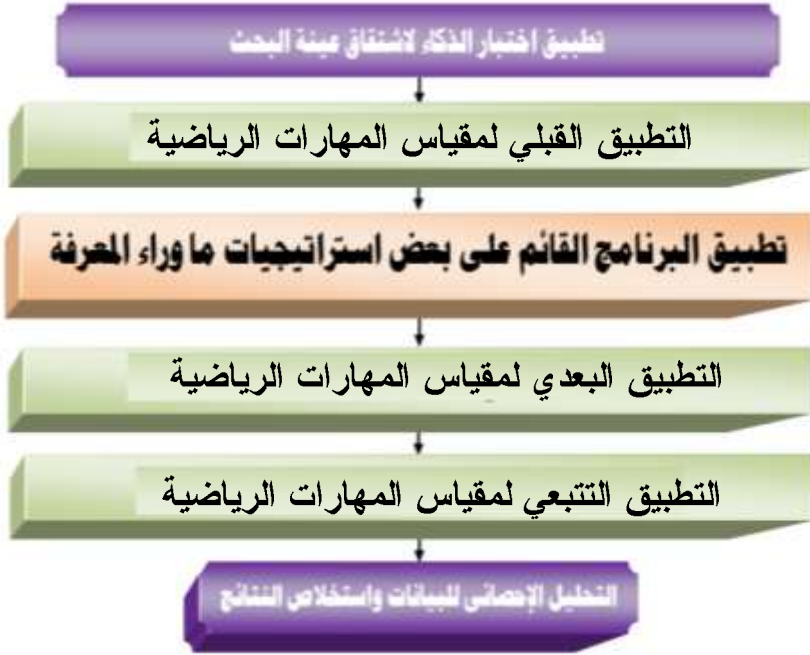 تطبيق اختبار الذكاء لاشتقاق عينة البحث
التطبيق القبلي لمقياس المهارات الرياضية
تطبيق البرنامج القائم على بعض استراتيجيات ما وراء المعرفة
التطبيق البعدي لمقياس المهارات الرياضية
التطبيق التتبعي لمقياس المهارات الرياضية
التحليل الإحصائى للبيانات واستخلاص النتائج